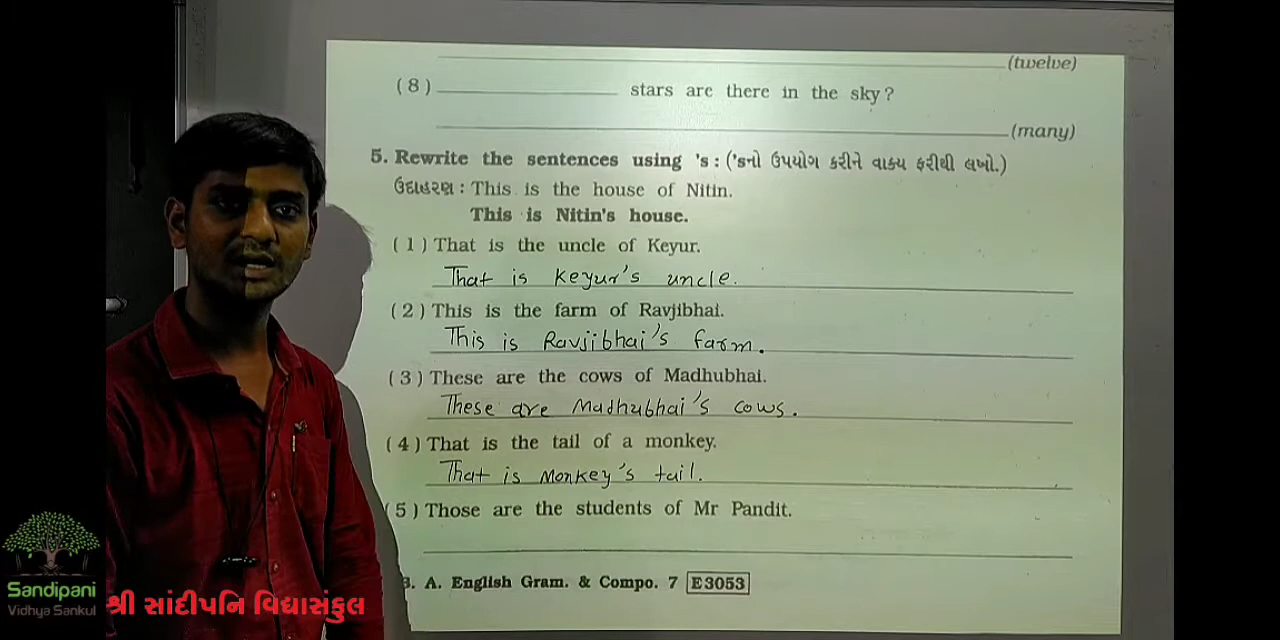 (twelve)
(8) stars are there in the sky?
(many)
5. Rewrite the sentences using 's : ('sનો ઉપયોગ કરીને વાક્ય ફરીથી લખો.)
ઉદાહરણ : This is the house of Nitin.
This is Nitin's house.
(1) That is the uncle of Keyur.
That is Keyur's uncle.
(2) This is the farm of Ravjibhai.
This is Ravjibhai's farm.
(3) These are the cows of Madhubhai.
These are Madhubhai's cows.
(4) That is the tail of a monkey.
That is Monkey's tail.
(5) Those are the students of Mr Pandit.
B. A. English Gram. & Compo. 7 E3053
Sandipani
Vidhya Sankul
શ્રી સાંદીપનિ વિદ્યાસંકુલ